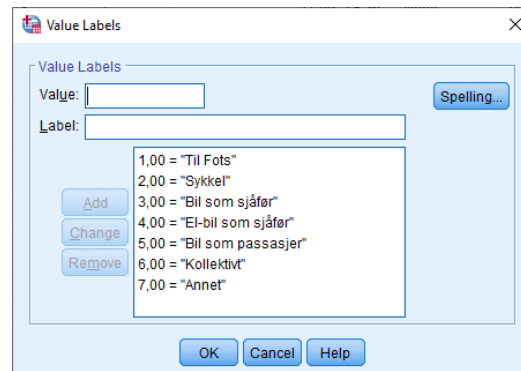 Value Labels
Value Labels
Value:
Spelling...
Label:
1,00 = "Til Fots"
2,00 = "Sykkel"
3,00 = "Bil som sjåfør"
Add
4,00 = "El-bil som sjåfør"
Change
5,00 = "Bil som passasjer"
Remove
6,00 = "Kollektivt"
7,00 = "Annet"
OK Cancel Help